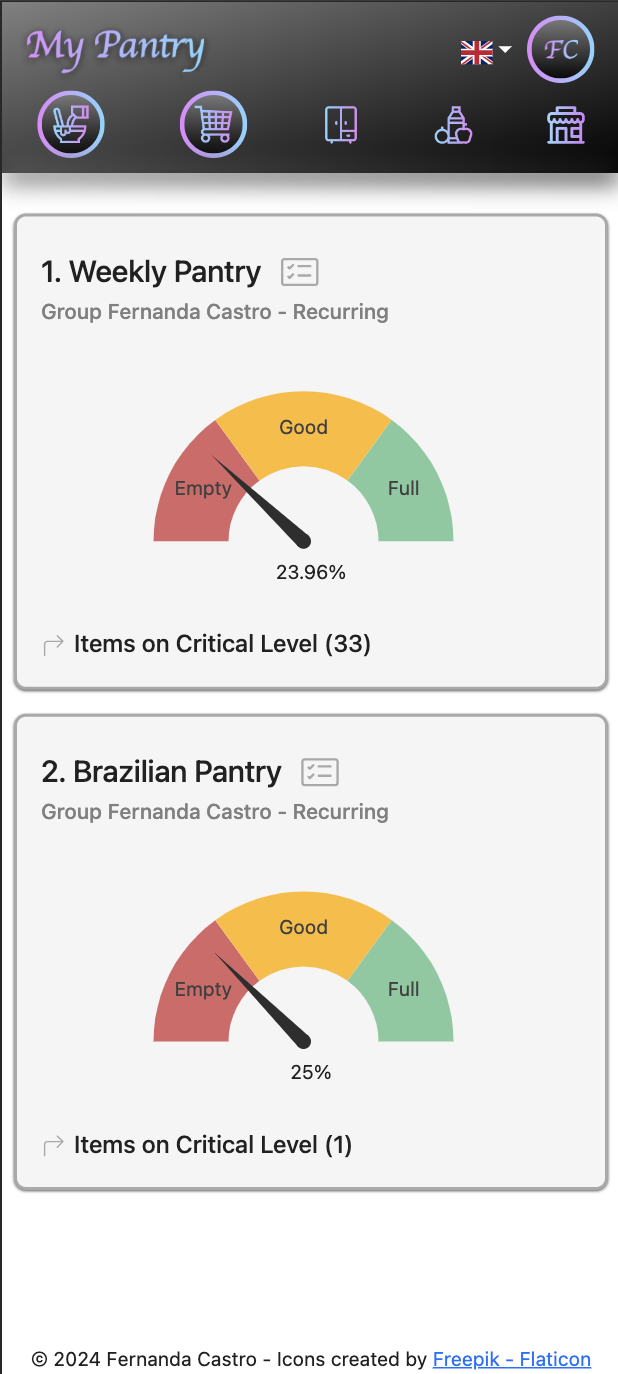 My Pantry
FC
1. Weekly Pantry
Group Fernanda Castro - Recurring
Good
Empty
Full
23.96%
Items on Critical Level (33)
2. Brazilian Pantry
Group Fernanda Castro - Recurring
Good
Empty
Full
25%
Items on Critical Level (1)
© 2024 Fernanda Castro - Icons created by Freepik - Flaticon